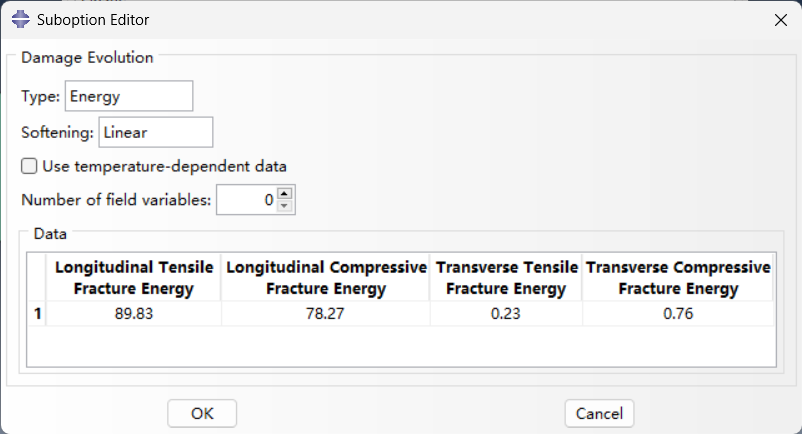 Suboption Editor
Damage Evolution
Type: Energy
Softening: Linear
Use temperature-dependent data
Number of field variables: 0
Data
Longitudinal Tensile Fracture Energy
Longitudinal Compressive Fracture Energy
Transverse Tensile Fracture Energy
Transverse Compressive Fracture Energy
1 89.83 78.27 0.23 0.76
OK Cancel